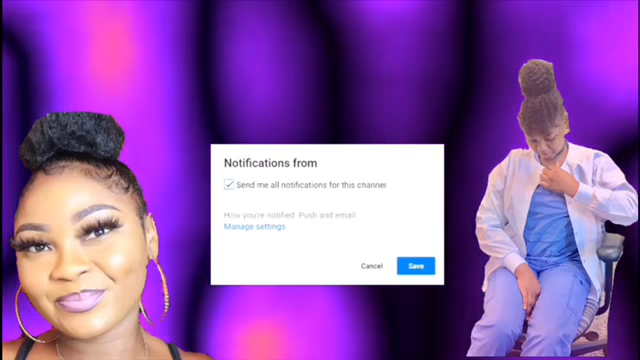 Notifications from
Send me all notifications for this channel
How you're notified: Push and email
Manage settings
Cancel
Save